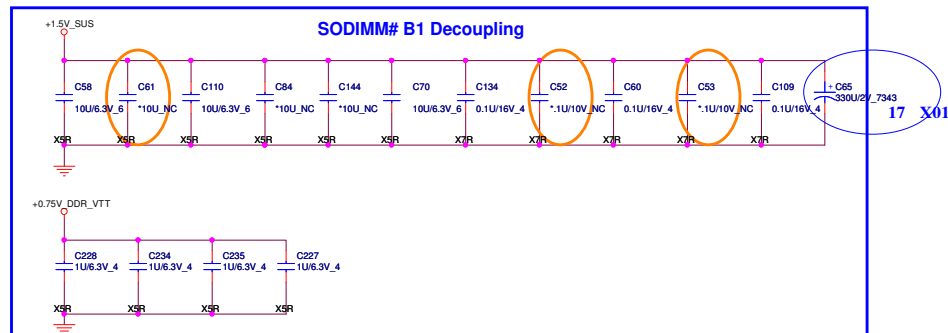 SODIMM# B1 Decoupling
+1.5V_SUS
C58
10U/6.3V_6
X5R
C61
*10U_NC
X5R
C110
10U/6.3V_6
X5R
C84
*10U_NC
X5R
C144
*10U_NC
X5R
C70
10U/6.3V_6
X5R
C134
0.1U/16V_4
X7R
C52
*.1U/10V_NC
X7R
C60
0.1U/16V_4
X7R
C53
*.1U/10V_NC
X7R
C109
0.1U/16V_4
X7R
+
C65
330U/2V_7343
17 X01
+0.75V_DDR_VTT
C228
1U/6.3V_4
X5R
C234
1U/6.3V_4
X5R
C235
1U/6.3V_4
X5R
C227
1U/6.3V_4
X5R